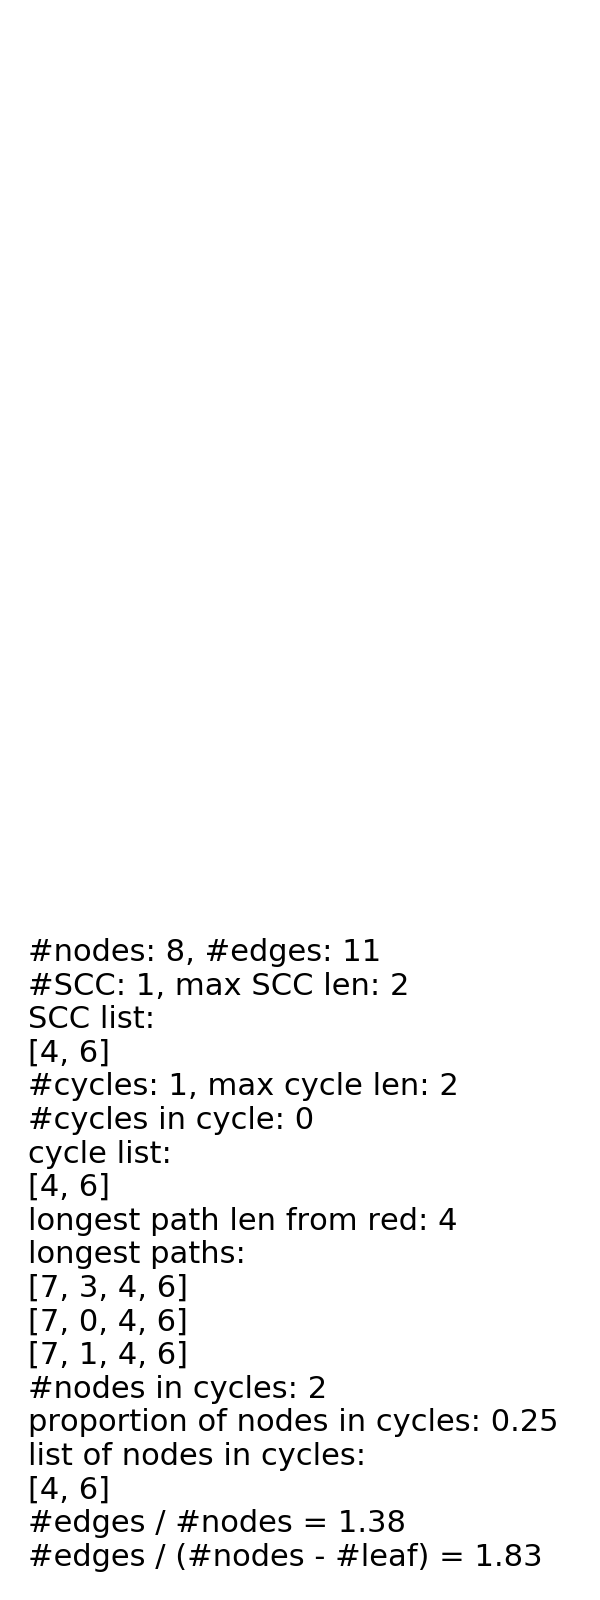 #nodes: 8, #edges: 11
#SCC: 1, max SCC len: 2
SCC list:
[4, 6]
#cycles: 1, max cycle len: 2
#cycles in cycle: 0
cycle list:
[4, 6]
longest path len from red: 4
longest paths:
[7, 3, 4, 6]
[7, 0, 4, 6]
[7, 1, 4, 6]
#nodes in cycles: 2
proportion of nodes in cycles: 0.25
list of nodes in cycles:
[4, 6]
#edges / #nodes = 1.38
#edges / (#nodes - #leaf) = 1.83